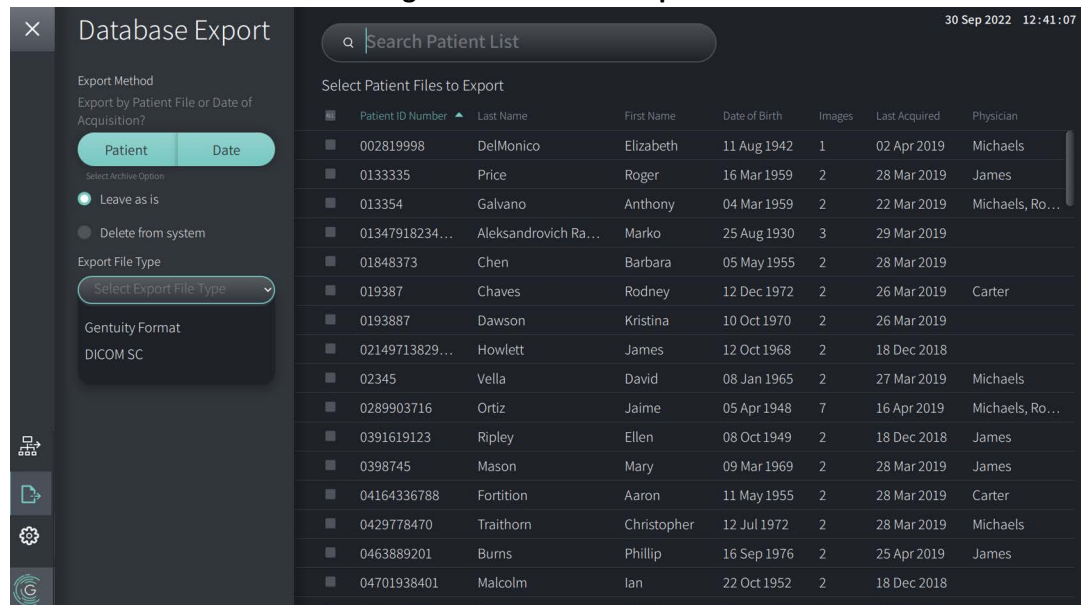 Database Export
30 Sep 2022 12:41:07
Search Patient List
Export Method
Export by Patient File or Date of
Acquisition?
Patient Date
Select Archive Option
Leave as is
Delete from system
Export File Type
Select Export File Type
Gentuity Format
DICOM SC
Select Patient Files to Export
ALL Patient ID Number Last Name First Name Date of Birth Images Last Acquired Physician
002819998 DelMonico Elizabeth 11 Aug 1942 1 02 Apr 2019 Michaels
0133335 Price Roger 16 Mar 1959 2 28 Mar 2019 James
013354 Galvano Anthony 04 Mar 1959 2 22 Mar 2019 Michaels, Ro...
01347918234... Aleksandrovich Ra... Marko 25 Aug 1930 3 29 Mar 2019
01848373 Chen Barbara 05 May 1955 2 28 Mar 2019
019387 Chaves Rodney 12 Dec 1972 2 26 Mar 2019 Carter
0193887 Dawson Kristina 10 Oct 1970 2 26 Mar 2019
02149713829... Howlett James 12 Oct 1968 2 18 Dec 2018
02345 Vella David 08 Jan 1965 2 27 Mar 2019 Michaels
0289903716 Ortiz Jaime 05 Apr 1948 7 16 Apr 2019 Michaels, Ro...
0391619123 Ripley Ellen 08 Oct 1949 2 18 Dec 2018 James
0398745 Mason Mary 09 Mar 1969 2 28 Mar 2019 James
04164336788 Fortition Aaron 11 May 1955 2 28 Mar 2019 Carter
0429778470 Traithorn Christopher 12 Jul 1972 2 28 Mar 2019 Michaels
0463889201 Burns Phillip 16 Sep 1976 2 25 Apr 2019 James
04701938401 Malcolm Ian 22 Oct 1952 2 18 Dec 2018
G